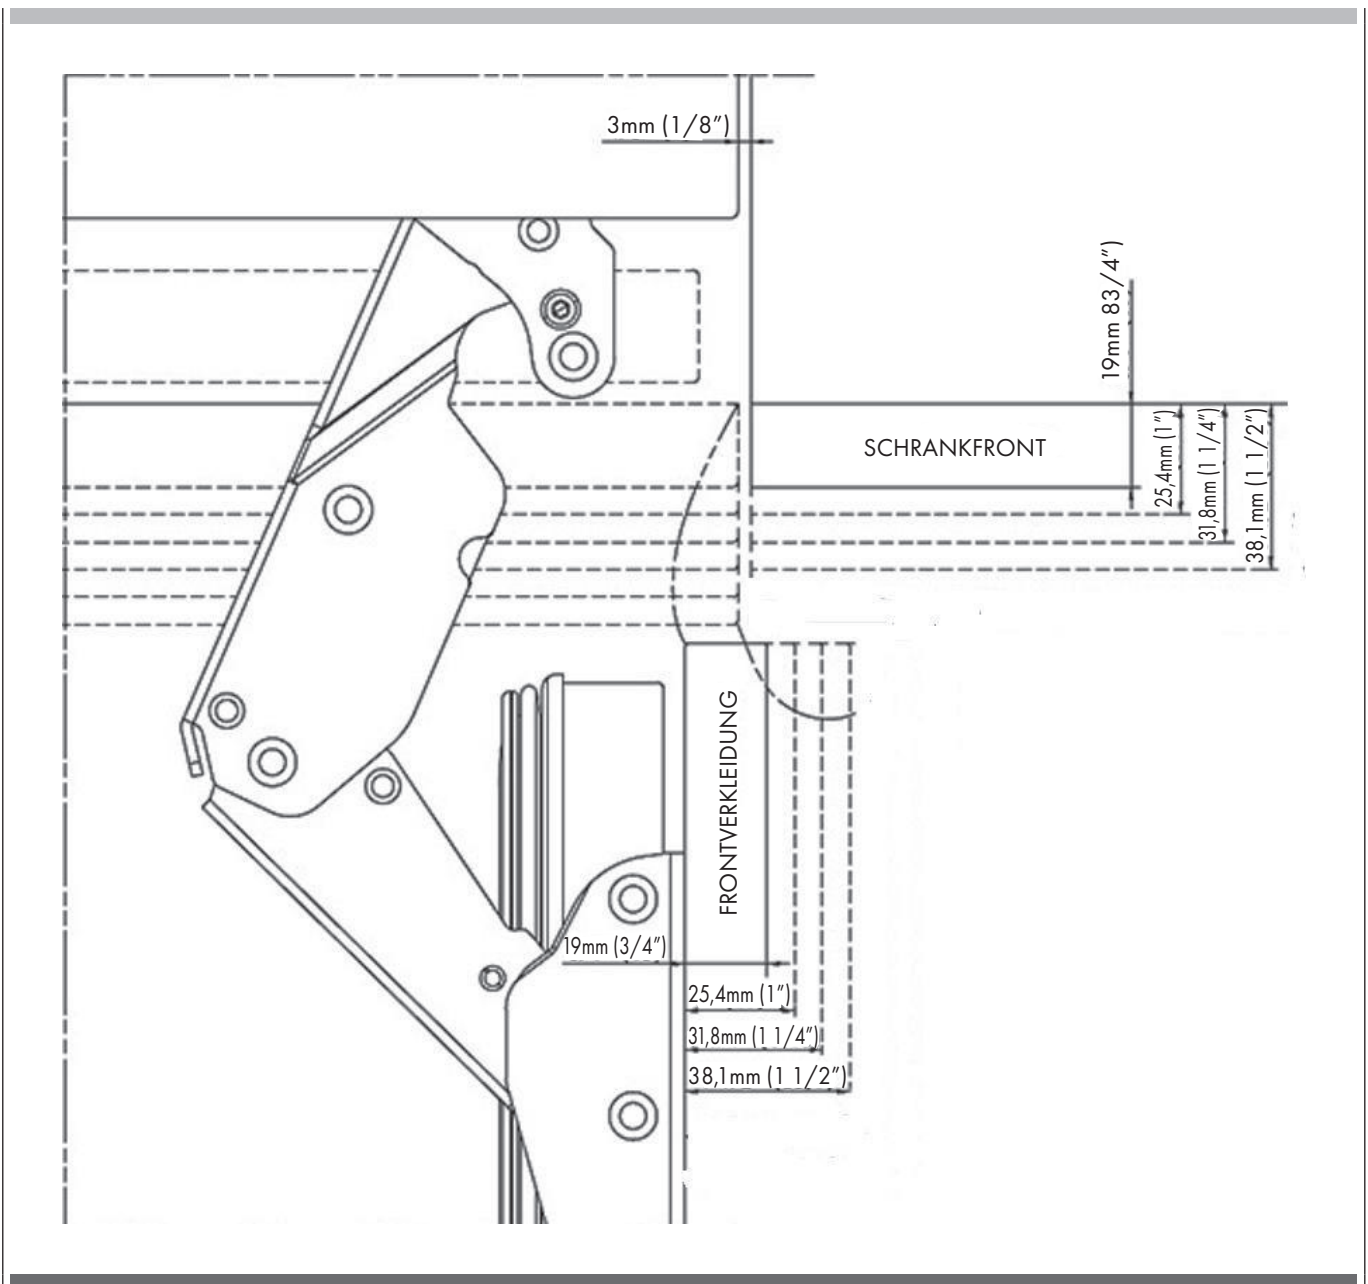 3mm (1/8”)
19mm 83/4”)
SCHRANKFRONT
25,4mm (1”)
31,8mm (1 1/4”)
38,1mm (1 1/2”)
FRONTVERKLEIDUNG
19mm (3/4”)
25,4mm (1”)
31,8mm (1 1/4”)
38,1mm (1 1/2”)